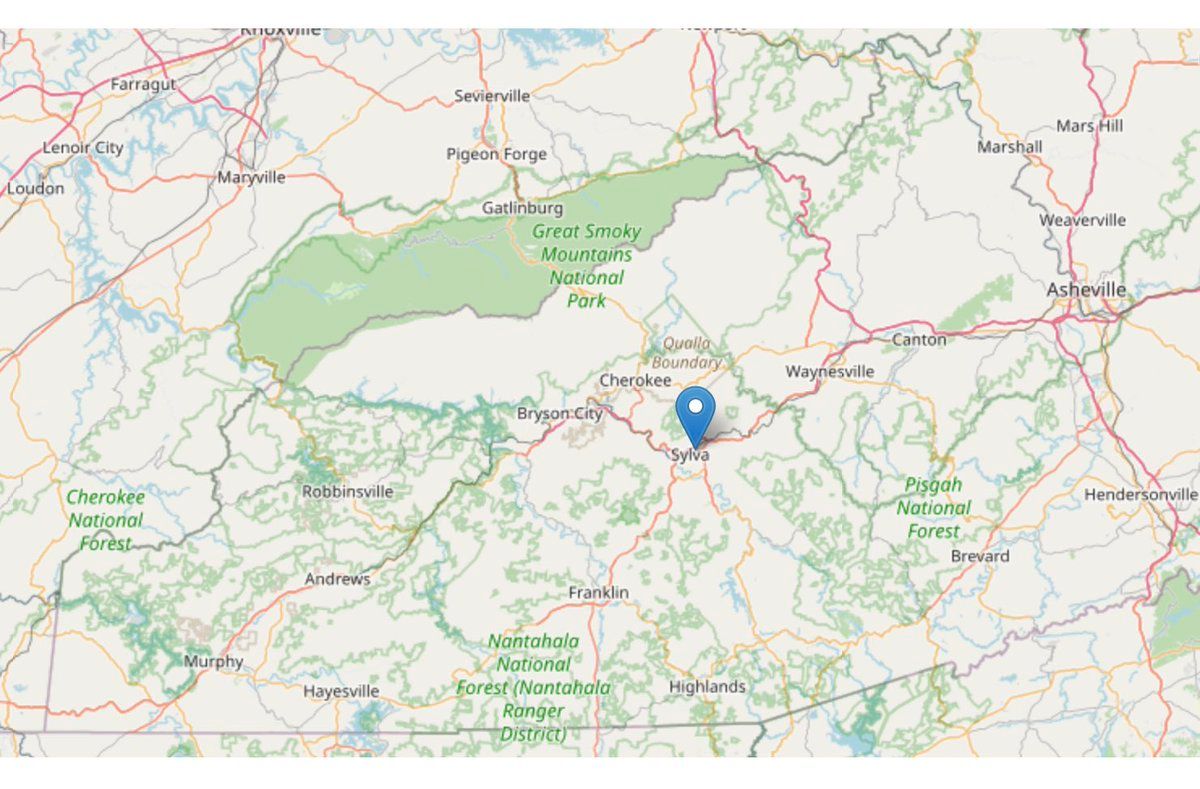 Knoxville
Newport
Farragut
Sevierville
Mars Hill
Lenoir City
Marshall
Pigeon Forge
Maryville
Loudon
Gatlinburg
Weaverville
Great Smoky
Mountains
National
Park
Asheville
Canton
Qualla
Boundary
Waynesville
Cherokee
Bryson City
Sylva
Robbinsville
Cherokee
National
Forest
Pisgah
National
Forest
Hendersonville
Brevard
Andrews
Franklin
Nantahala
National
Forest (Nantahala
Ranger
District)
Murphy
Hayesville
Highlands